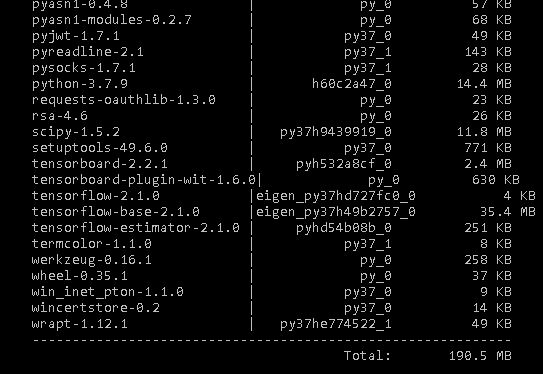 pyasn1-0.4.8 | py_0 57 KB
pyasn1-modules-0.2.7 | py_0 68 KB
pyjwt-1.7.1 | py37_0 49 KB
pyreadline-2.1 | py37_1 143 KB
pysocks-1.7.1 | py37_1 28 KB
python-3.7.9 | h60c2a47_0 14.4 MB
requests-oauthlib-1.3.0 | py_0 23 KB
rsa-4.6 | py_0 26 KB
scipy-1.5.2 | py37h9439919_0 11.8 MB
setuptools-49.6.0 | py37_0 771 KB
tensorboard-2.2.1 | pyh532a8cf_0 2.4 MB
tensorboard-plugin-wit-1.6.0| py_0 630 KB
tensorflow-2.1.0 |eigen_py37hd727fc0_0 4 KB
tensorflow-base-2.1.0 |eigen_py37h49b2757_0 35.4 MB
tensorflow-estimator-2.1.0 | pyhd54b08b_0 251 KB
termcolor-1.1.0 | py37_1 8 KB
werkzeug-0.16.1 | py_0 258 KB
wheel-0.35.1 | py_0 37 KB
win_inet_pton-1.1.0 | py37_0 9 KB
wincertstore-0.2 | py37_0 14 KB
wrapt-1.12.1 | py37he774522_1 49 KB
------------------------------------------------------------
Total: 190.5 MB